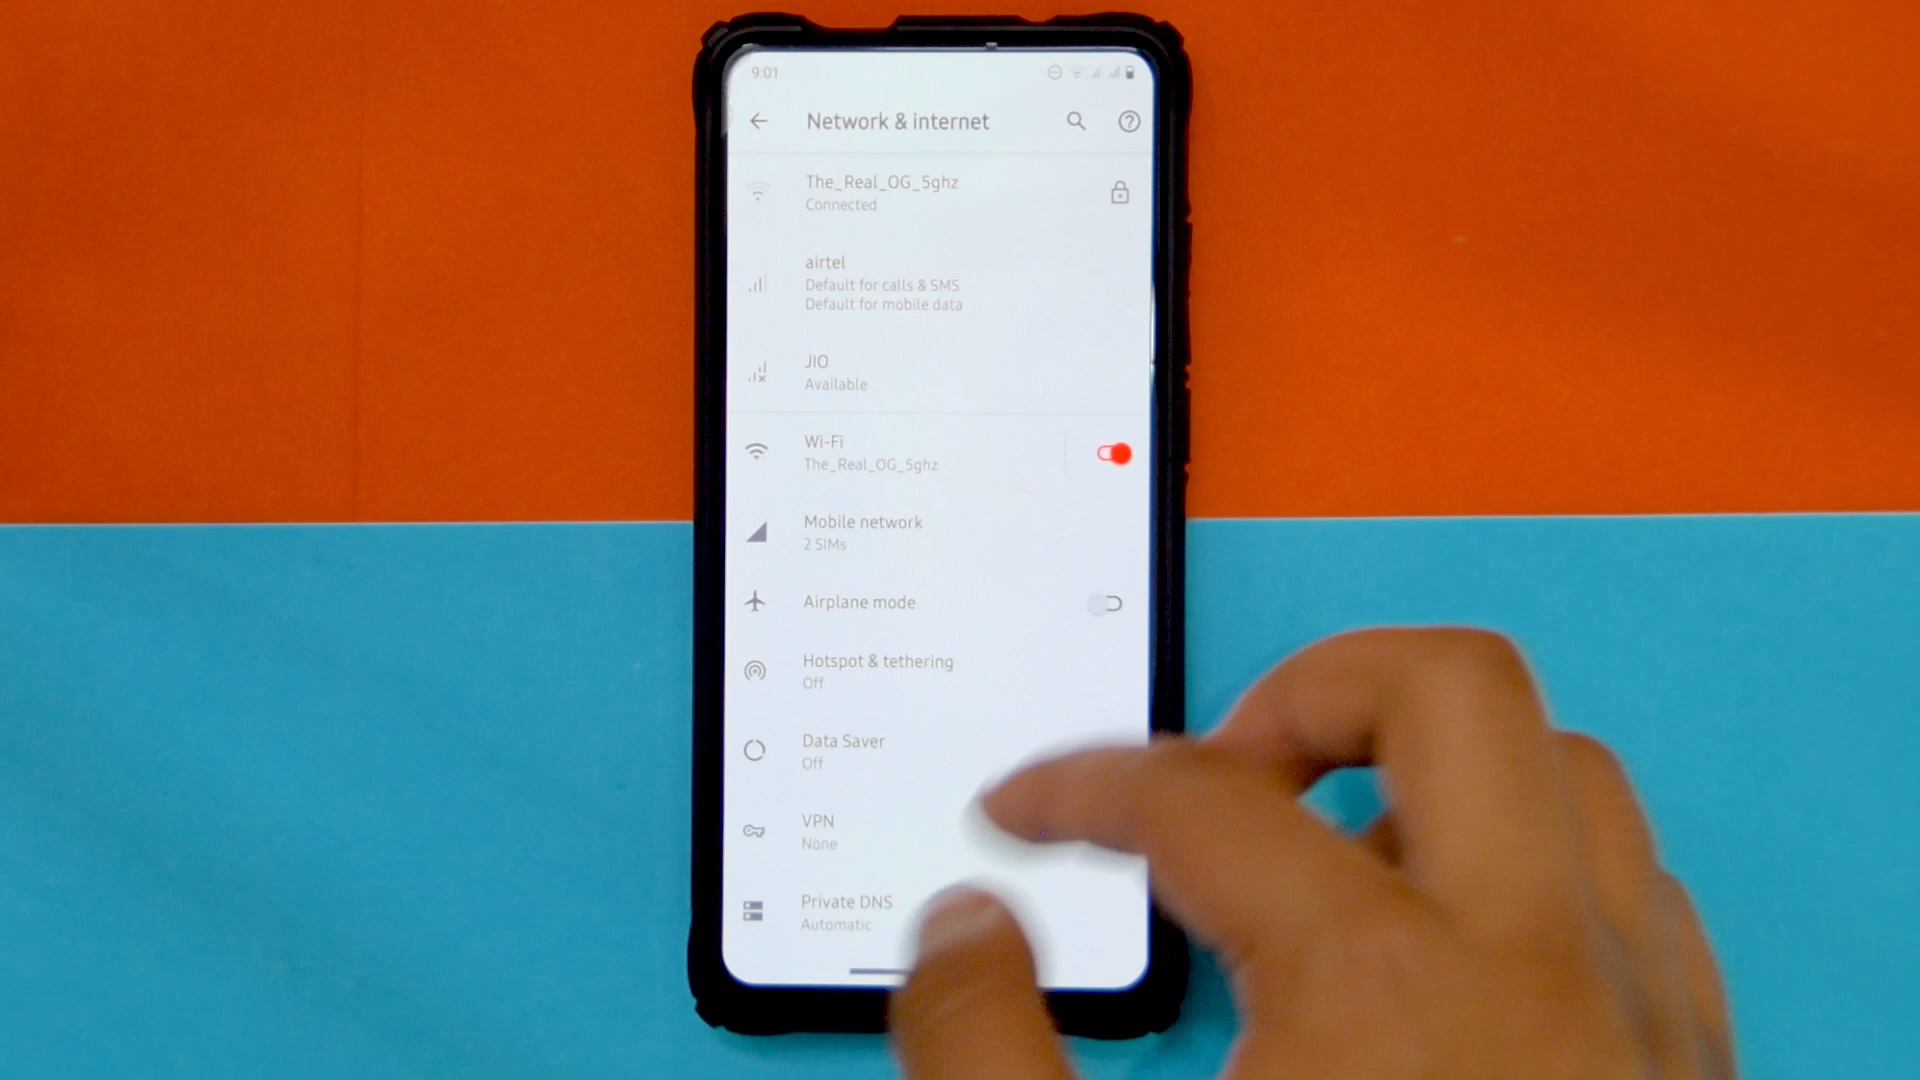 9:01
Network & internet
The_Real_OG_5ghz
Connected
airtel
Default for calls & SMS
Default for mobile data
JIO
Available
Wi-Fi
The_Real_OG_5ghz
Mobile network
2 SIMs
Airplane mode
Hotspot & tethering
Off
Data Saver
Off
VPN
None
Private DNS
Automatic